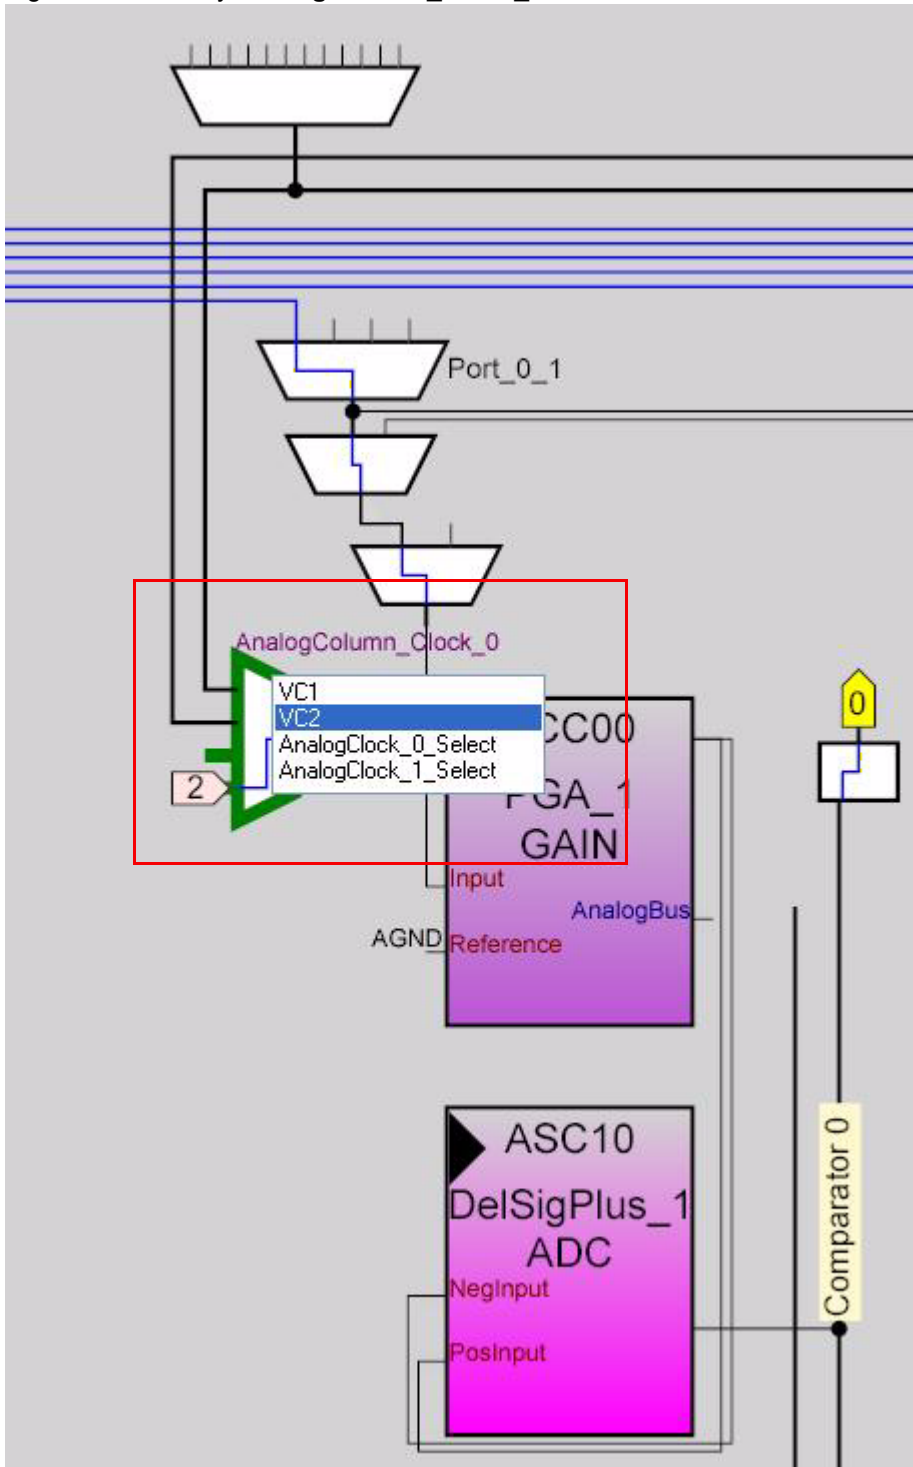 Port_0_1
AnalogColumn_Clock_0
VC1
VC2
AnalogClock_0_Select
AnalogClock_1_Select
2
0
CC00
PGA_1
GAIN
Input
AnalogBus
AGND
Reference
ASC10
DelSigPlus_1
ADC
NegInput
PosInput
Comparator 0